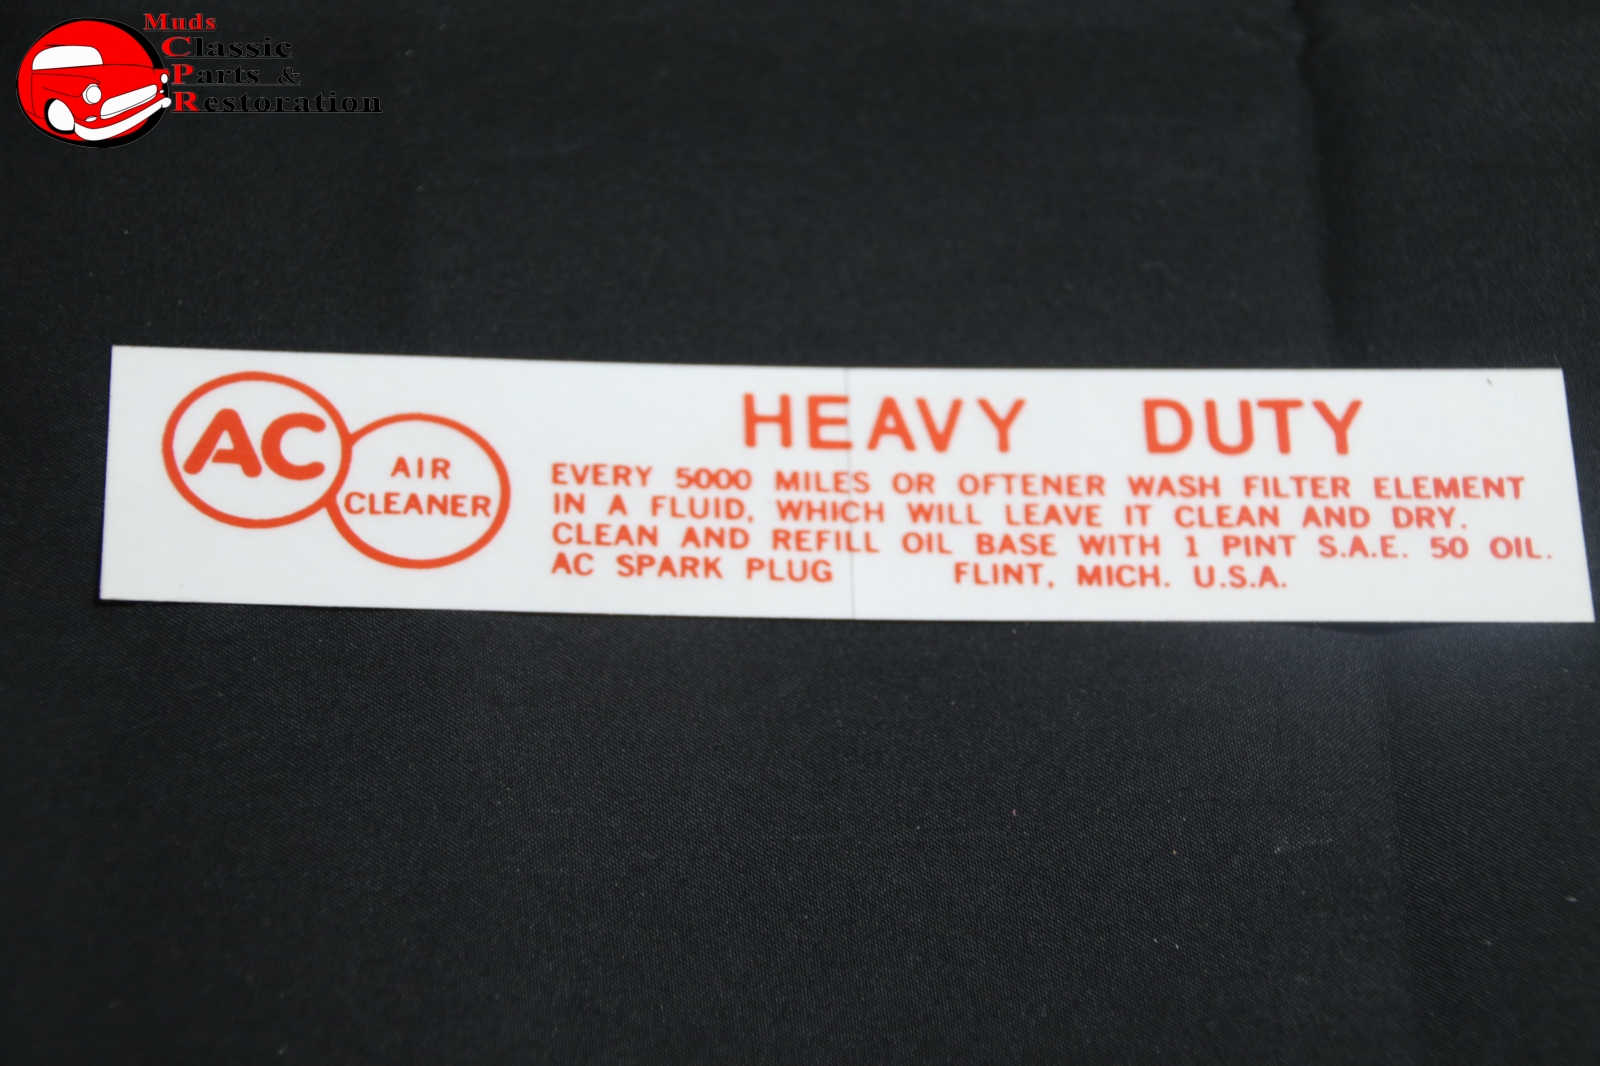 Muds
Classic
Parts &
Restoration
AC
AIR
CLEANER
HEAVY DUTY
EVERY 5000 MILES OR OFTENER WASH FILTER ELEMENT
IN A FLUID, WHICH WILL LEAVE IT CLEAN AND DRY.
CLEAN AND REFILL OIL BASE WITH 1 PINT S.A.E. 50 OIL.
AC SPARK PLUG FLINT, MICH. U.S.A.